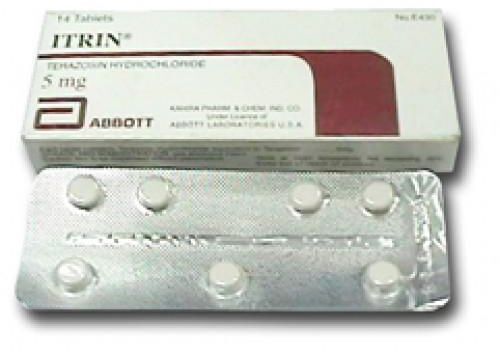 14 Tablets
No.E430
ITRIN®
TERAZOSIN HYDROCHLORIDE
5 mg
KAHIRA PHARM & CHEM. IND. CO.
Under Licence of
ABBOTT LABORATORIES U.S.A.
ABBOTT